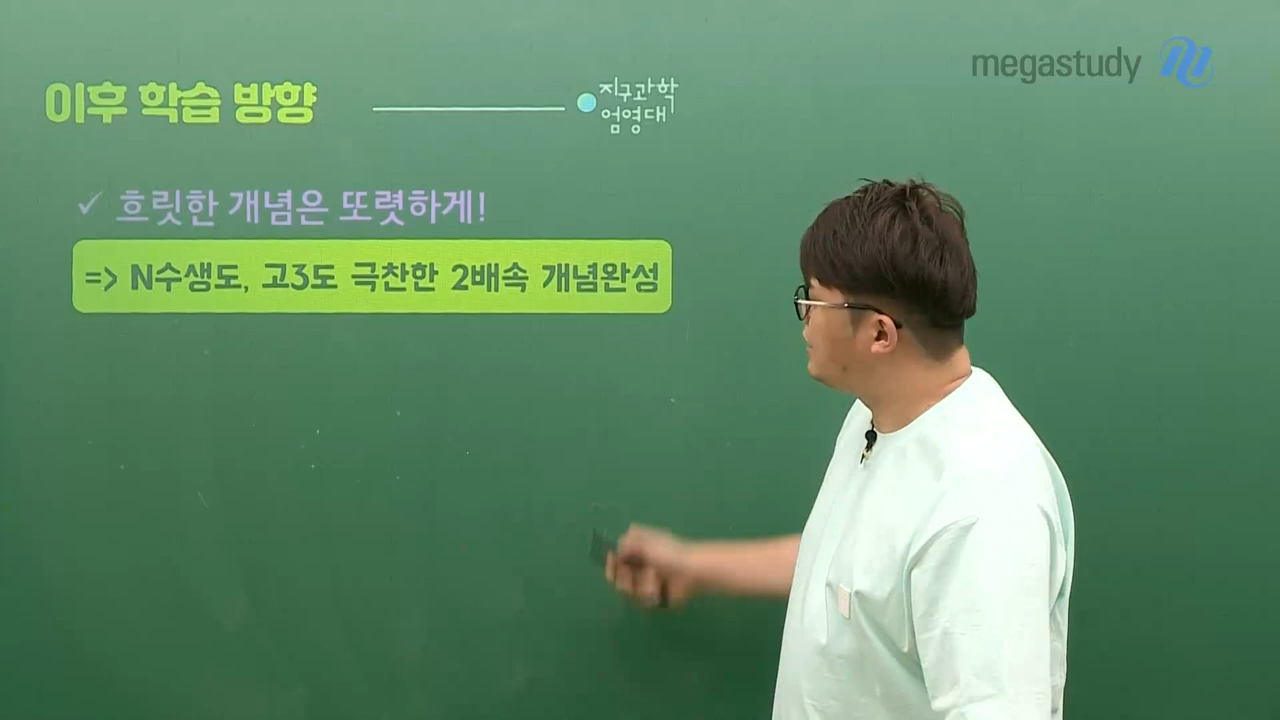 megastudy
이후 학습 방향
지구과학
엄영대
✓ 흐릿한 개념은 또렷하게!
=> N수생도, 고3도 극찬한 2배속 개념완성